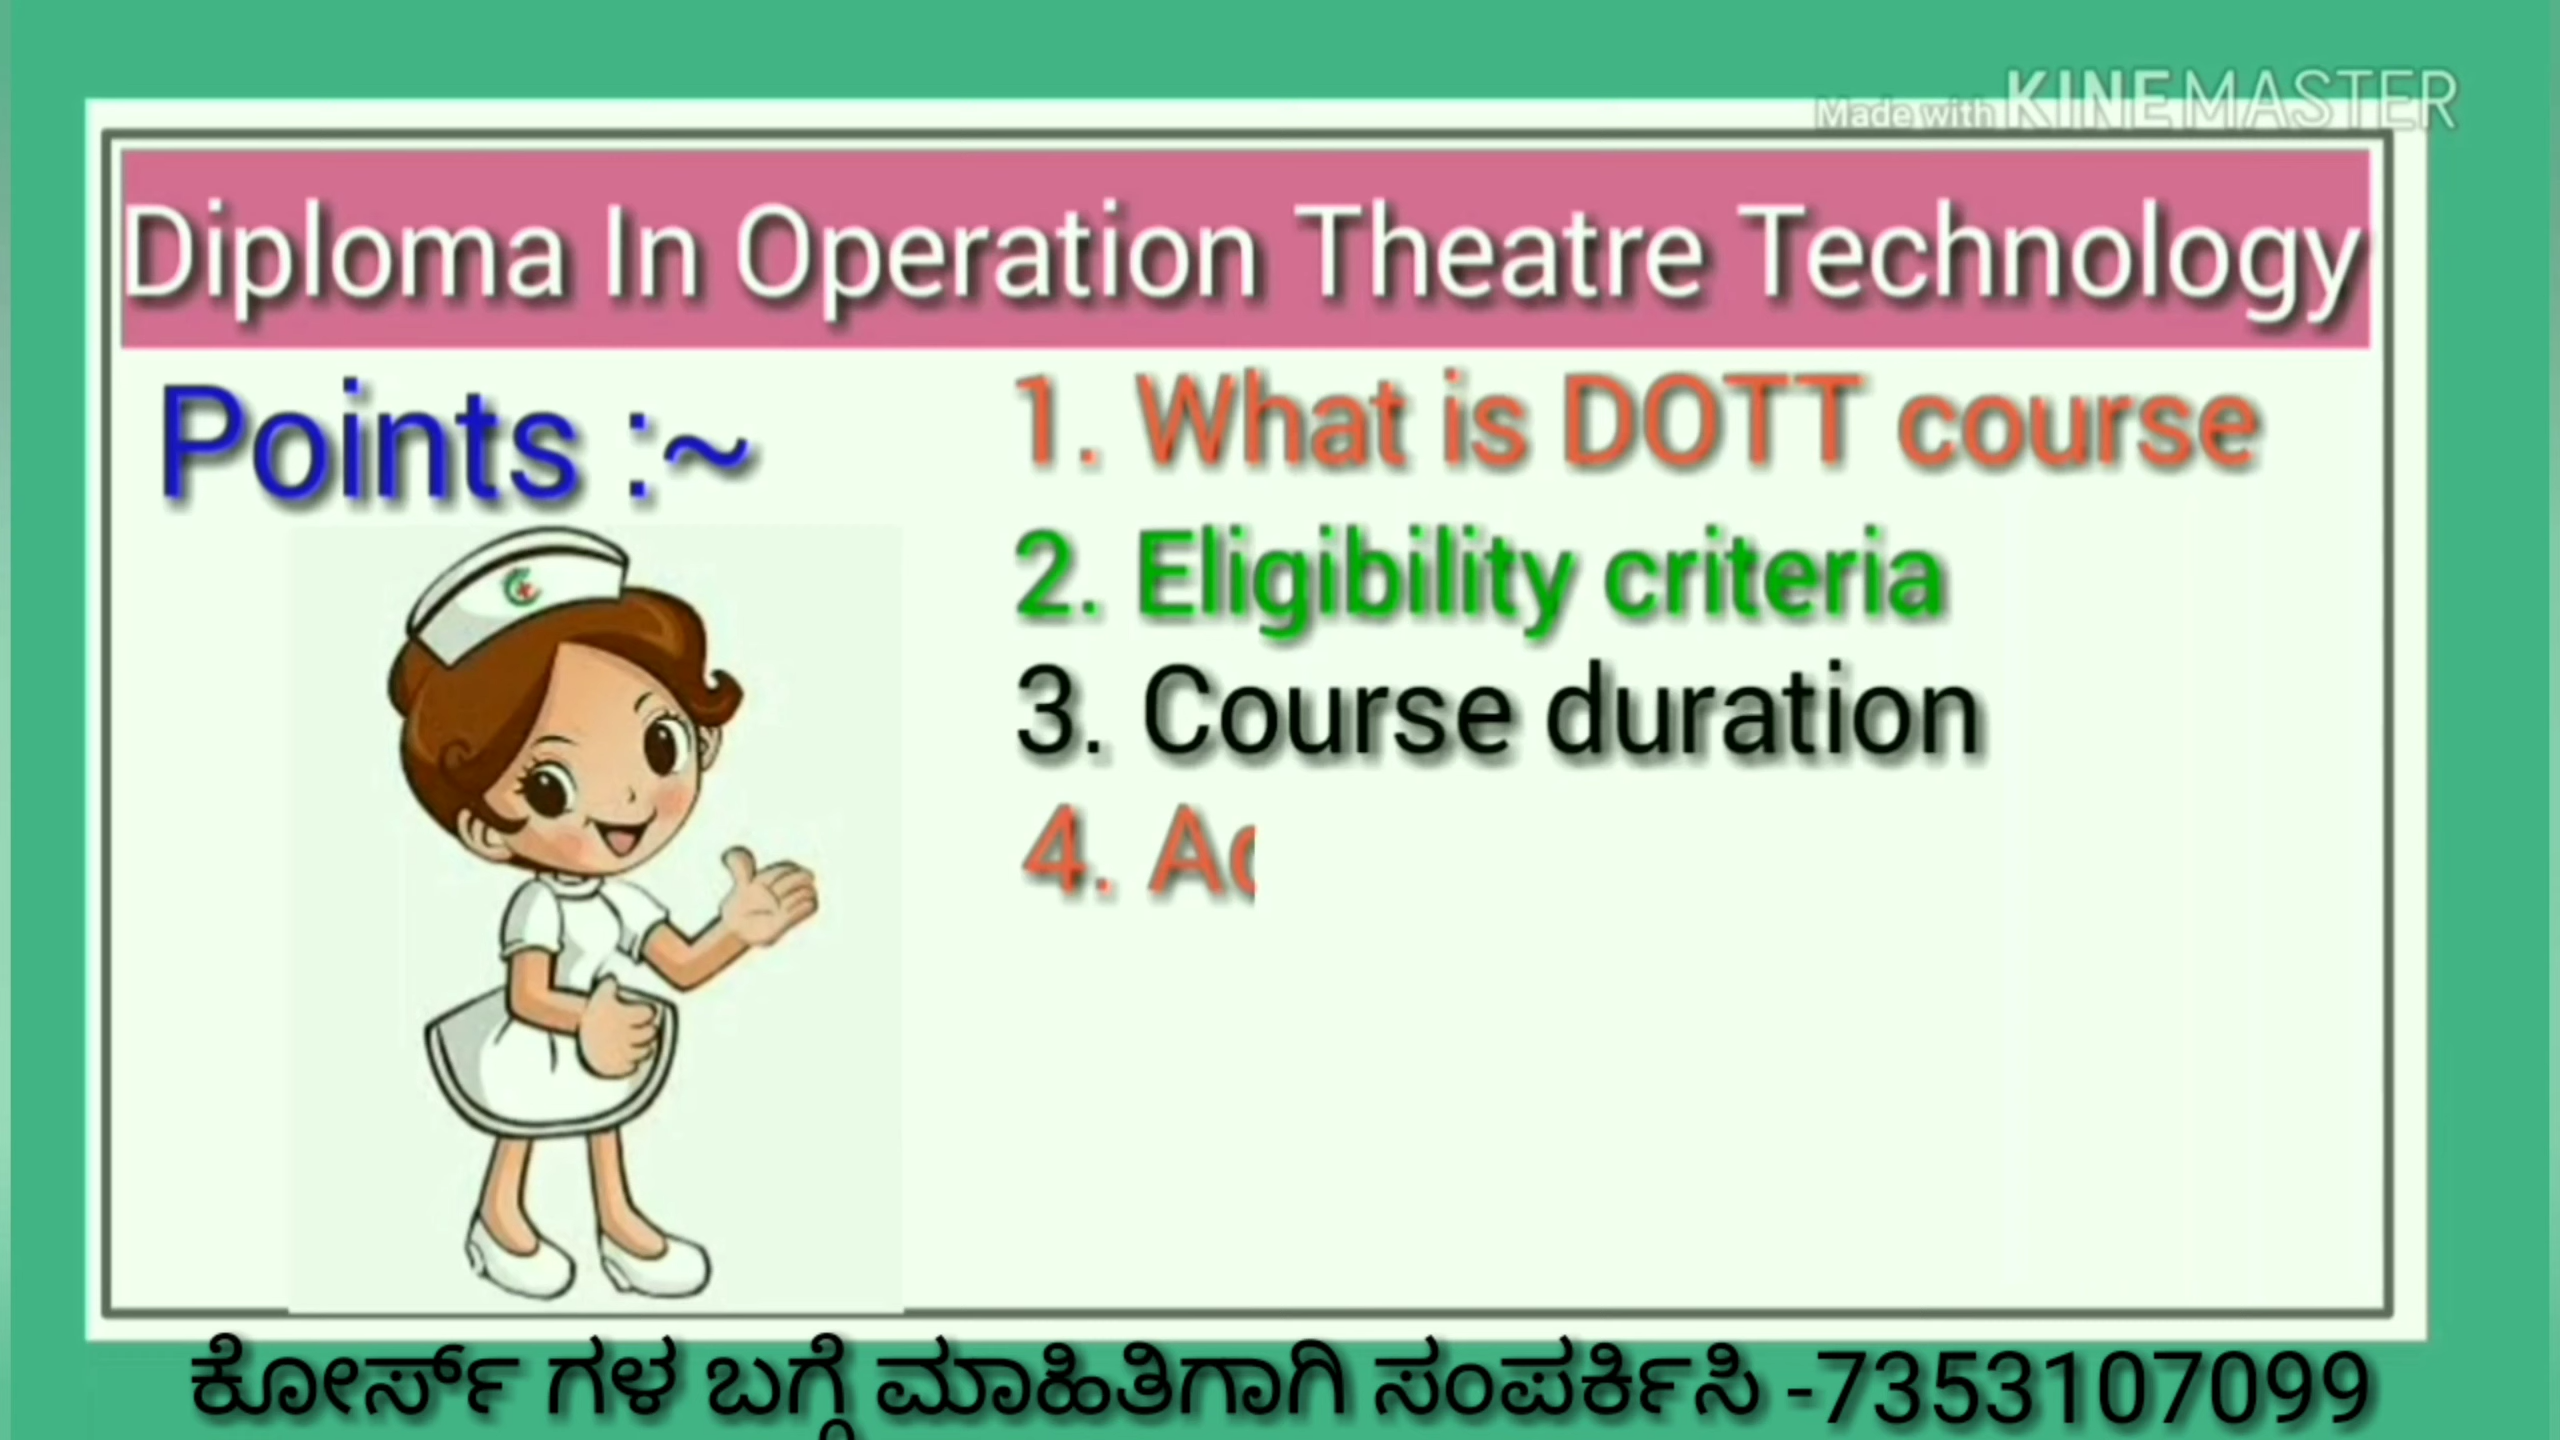 Made with KINEMASTER
Diploma In Operation Theatre Technology
Points :~
1. What is DOTT course
2. Eligibility criteria
3. Course duration
4.
ಕೋರ್ಸ್ ಗಳ ಬಗ್ಗೆ ಮಾಹಿತಿಗಾಗಿ ಸಂಪರ್ಕಿಸಿ -7353107099